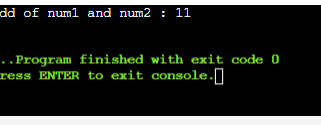 dd of num1 and num2 : 11
..Program finished with exit code 0
ress ENTER to exit console.